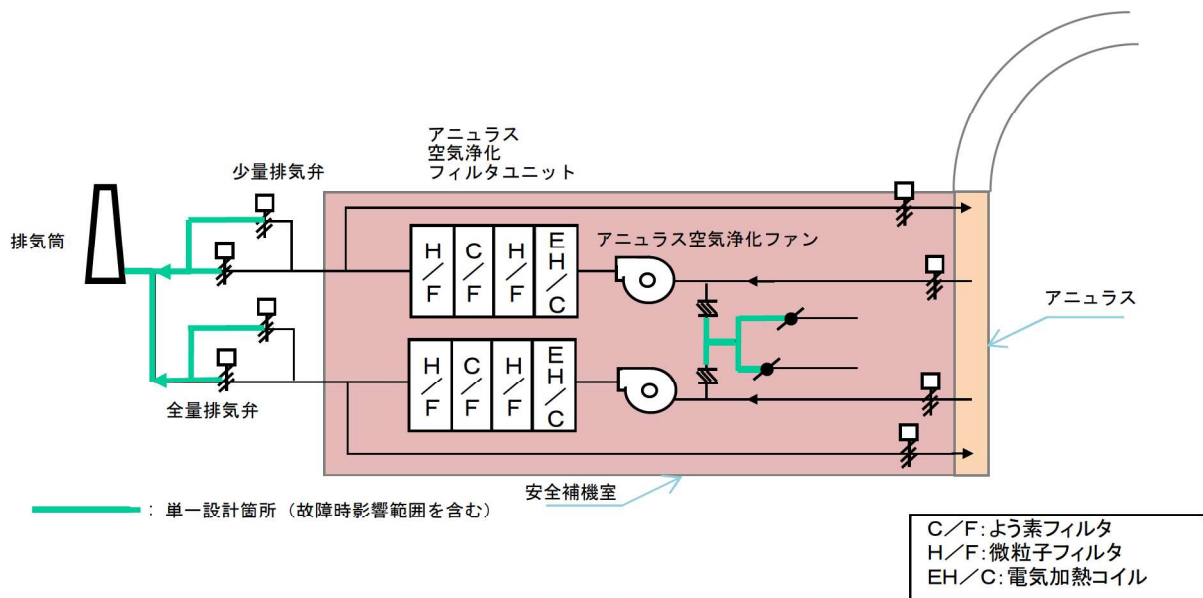 アニュラス
空気浄化
フィルタユニット
少量排気弁
排気筒
H/F
C/F
H/F
EH/C
アニュラス空気浄化ファン
アニュラス
H/F
C/F
H/F
EH/C
全量排気弁
安全補機室
:単一設計箇所(故障時影響範囲を含む)
C/F:よう素フィルタ
H/F:微粒子フィルタ
EH/C:電気加熱コイル